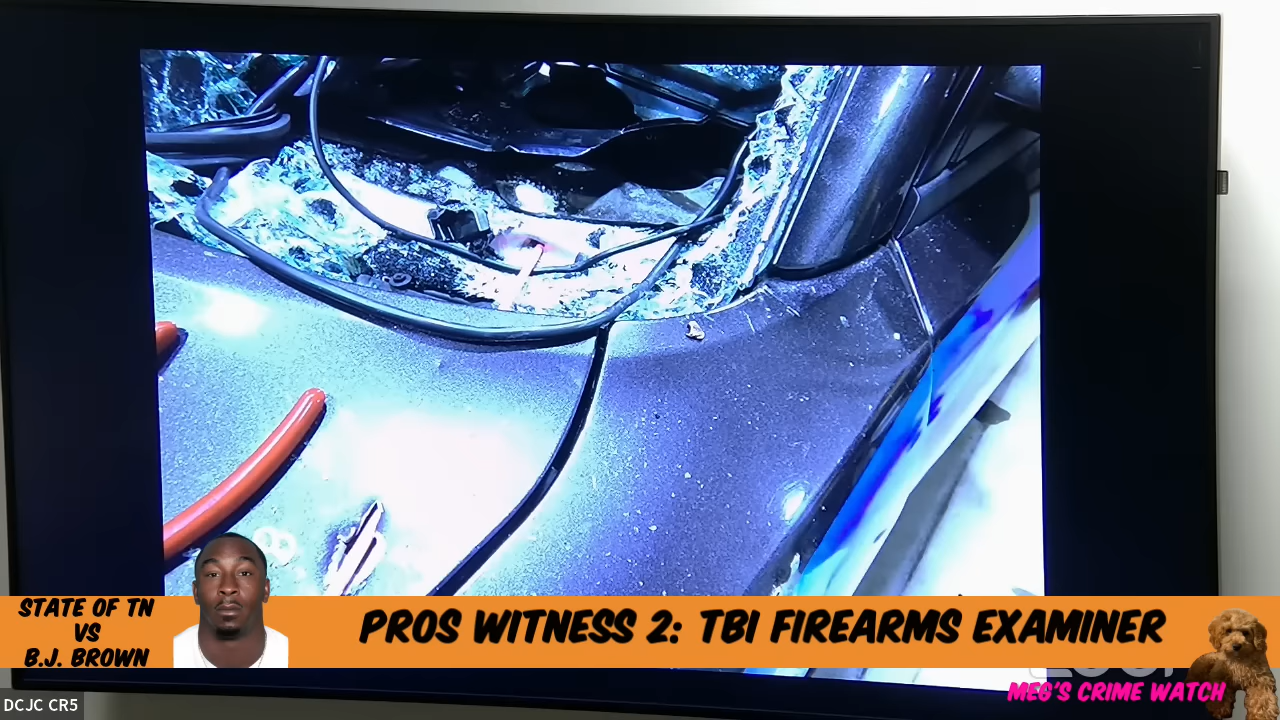 STATE OF TN
VS
B.J. BROWN
PROS WITNESS 2: TBI FIREARMS EXAMINER
MEG'S CRIME WATCH
DCJC CR5